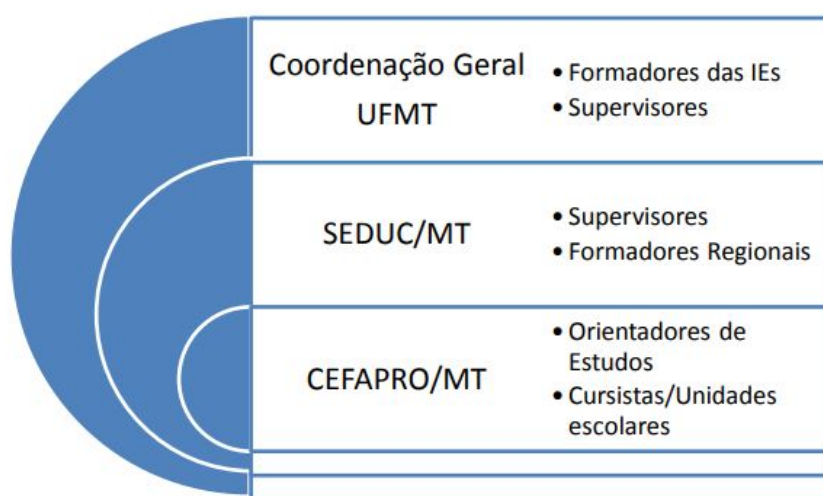 Coordenação Geral
UFMT
• Formadores das IEs
• Supervisores
SEDUC/MT
• Supervisores
• Formadores Regionais
CEFAPRO/MT
• Orientadores de
Estudos
• Cursistas/Unidades
escolares